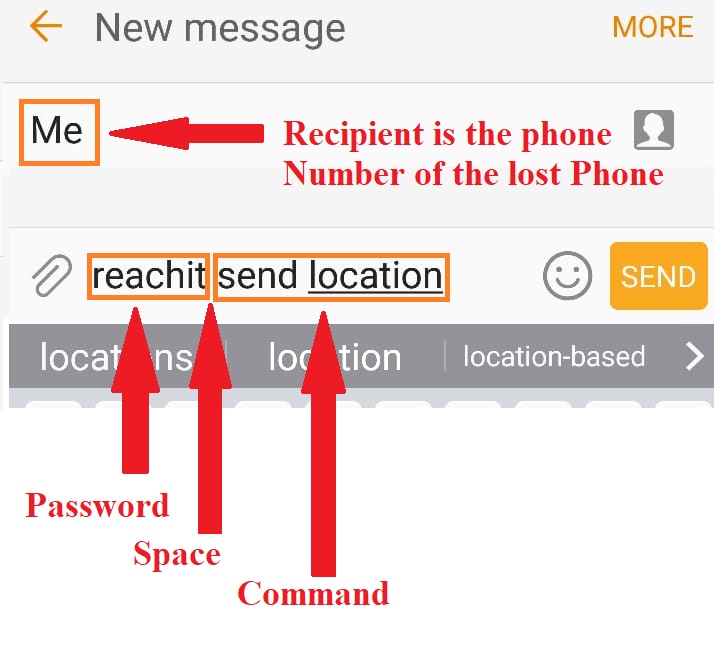 New message MORE
Me
Recipient is the phone
Number of the lost Phone
reachit send location SEND
locations location location-based
Password
Space
Command